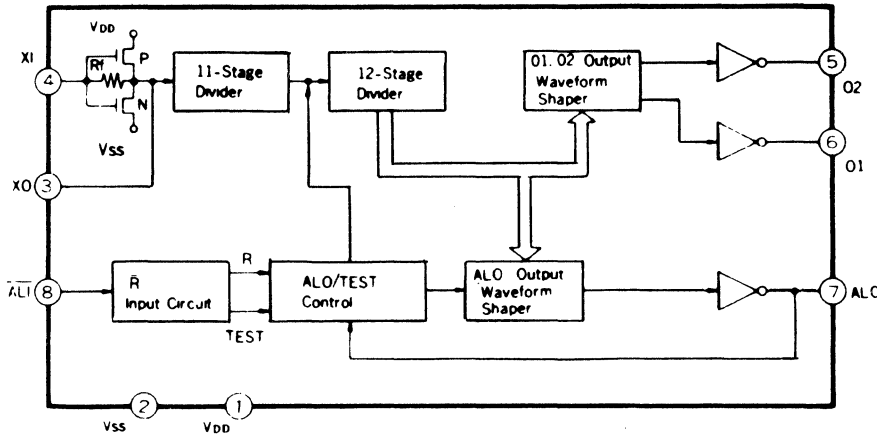 VDD
XI
4
Rf
P
N
VSS
11-Stage
Divider
12-Stage
Divider
O1.O2 Output
Waveform
Shaper
5
O2
6
O1
XO
3
ALI
8
R̄
Input Circuit
R
TEST
ALO/TEST
Control
ALO Output
Waveform
Shaper
7
ALO
2
VSS
1
VDD